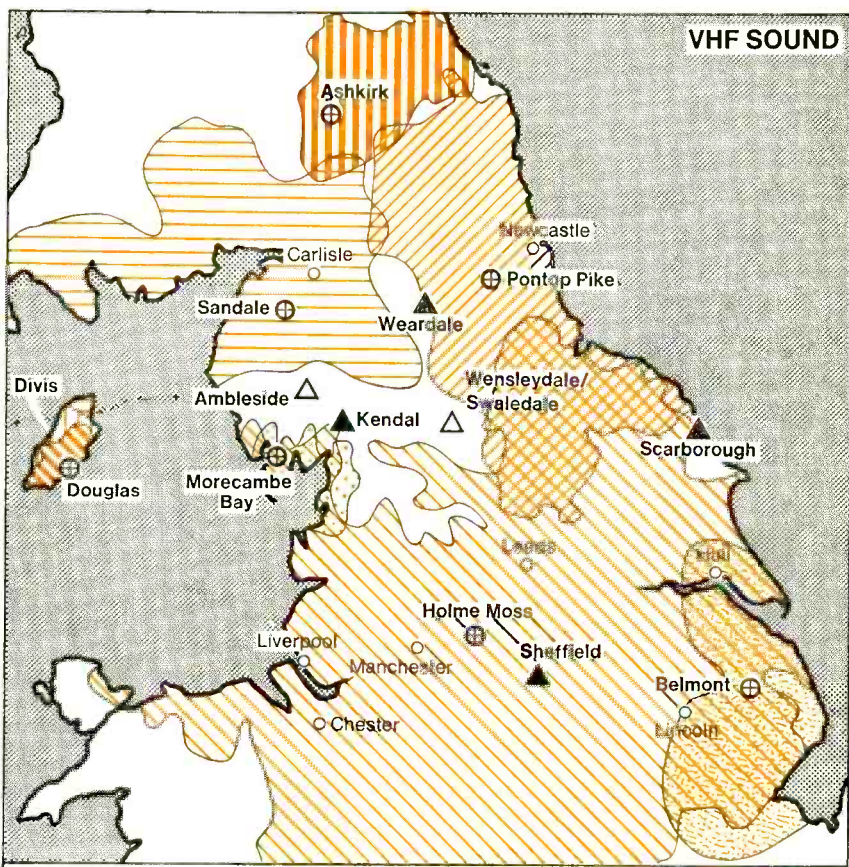 VHF SOUND
Ashkirk
Newcastle
Carlisle
Pontop Pike
Sandale
Weardale
Divis
Ambleside
Wensleydale/
Swaledale
Kendal
Scarborough
Douglas
Morecambe
Bay
Leeds
Hull
Holme Moss
Liverpool
Manchester
Sheffield
Belmont
Chester
Lincoln